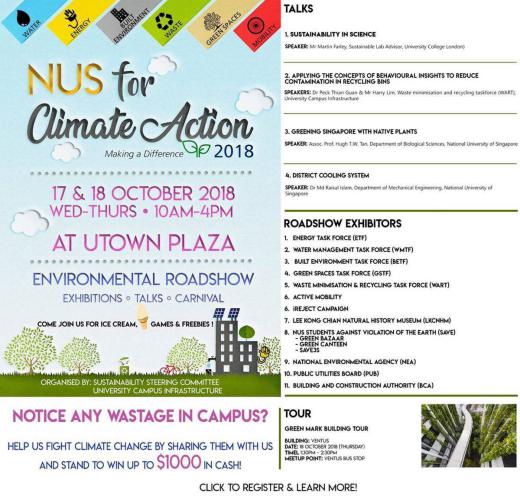 WATER
ENERGY
BUILT
ENVIRONMENT
WASTE
GREEN SPACES
MOBILITY
NUS for
Climate Action
Making a Difference 2018
17 & 18 OCTOBER 2018
WED-THURS • 10AM-4PM
AT UTOWN PLAZA
ENVIRONMENTAL ROADSHOW
EXHIBITIONS • TALKS • CARNIVAL
COME JOIN US FOR ICE CREAM, GAMES & FREEBIES !
ORGANISED BY: SUSTAINABILITY STEERING COMMITTEE
UNIVERSITY CAMPUS INFRASTRUCTURE
NOTICE ANY WASTAGE IN CAMPUS?
HELP US FIGHT CLIMATE CHANGE BY SHARING THEM WITH US
AND STAND TO WIN UP TO $1000 IN CASH!
TALKS
1. SUSTAINABILITY IN SCIENCE
SPEAKER: Mr Martin Farley, Sustainable Lab Advisor, University College London)
2. APPLYING THE CONCEPTS OF BEHAVIOURAL INSIGHTS TO REDUCE
CONTAMINATION IN RECYCLING BINS
SPEAKERS: Dr Peck Thian Guan & Mr Harry Lim, Waste minimisation and recycling taskforce (WART),
University Campus Infrastructure
3. GREENING SINGAPORE WITH NATIVE PLANTS
SPEAKER: Assoc. Prof. Hugh T.W. Tan, Department of Biological Sciences, National University of Singapore
4. DISTRICT COOLING SYSTEM
SPEAKER: Dr Md Raisul Islam, Department of Mechanical Engineering, National University of
Singapore
ROADSHOW EXHIBITORS
1. ENERGY TASK FORCE (ETF)
2. WATER MANAGEMENT TASK FORCE (WMTF)
3. BUILT ENVIRONMENT TASK FORCE (BETF)
4. GREEN SPACES TASK FORCE (GSTF)
5. WASTE MINIMISATION & RECYCLING TASK FORCE (WART)
6. ACTIVE MOBILITY
6. iREJECT CAMPAIGN
7. LEE KONG CHIAN NATURAL HISTORY MUSEUM (LKCNHM)
8. NUS STUDENTS AGAINST VIOLATION OF THE EARTH (SAVE)
- GREEN BAZAAR
- GREEN CANTEEN
- SAVE3S
9. NATIONAL ENVIRONMENTAL AGENCY (NEA)
10. PUBLIC UTILITIES BOARD (PUB)
11. BUILDING AND CONSTRUCTION AUTHORITY (BCA)
TOUR
GREEN MARK BUILDING TOUR
BUILDING: VENTUS
DATE: 18 OCTOBER 2018 (THURSDAY)
TIME: 1:30PM - 2:30PM
MEETUP POINT: VENTUS BUS STOP
CLICK TO REGISTER & LEARN MORE!